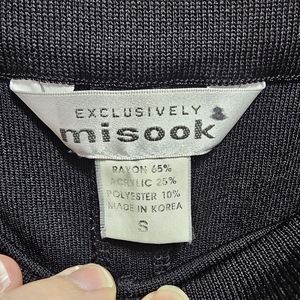 EXCLUSIVELY
misook
RAYON 65%
ACRYLIC 25%
POLYESTER 10%
MADE IN KOREA
S